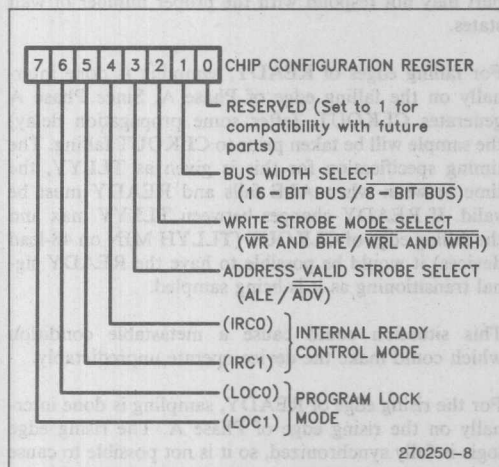 7 6 5 4 3 2 1 0 CHIP CONFIGURATION REGISTER
RESERVED (Set to 1 for
compatibility with future
parts)
BUS WIDTH SELECT
(16-BIT BUS/8-BIT BUS)
WRITE STROBE MODE SELECT
(WR AND BHE/WRL AND WRH)
ADDRESS VALID STROBE SELECT
(ALE/ADV)
(IRC0)
(IRC1)
INTERNAL READY
CONTROL MODE
(LOC0)
(LOC1)
PROGRAM LOCK
MODE
270250-8